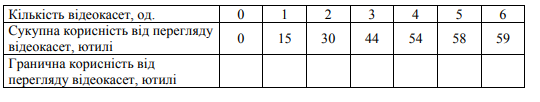 Кількість відеокасет, од. 0 1 2 3 4 5 6
Сукупна корисність від перегляду
відеокасет, ютилі 0 15 30 44 54 58 59
Гранична корисність від
перегляду відеокасет, ютилі